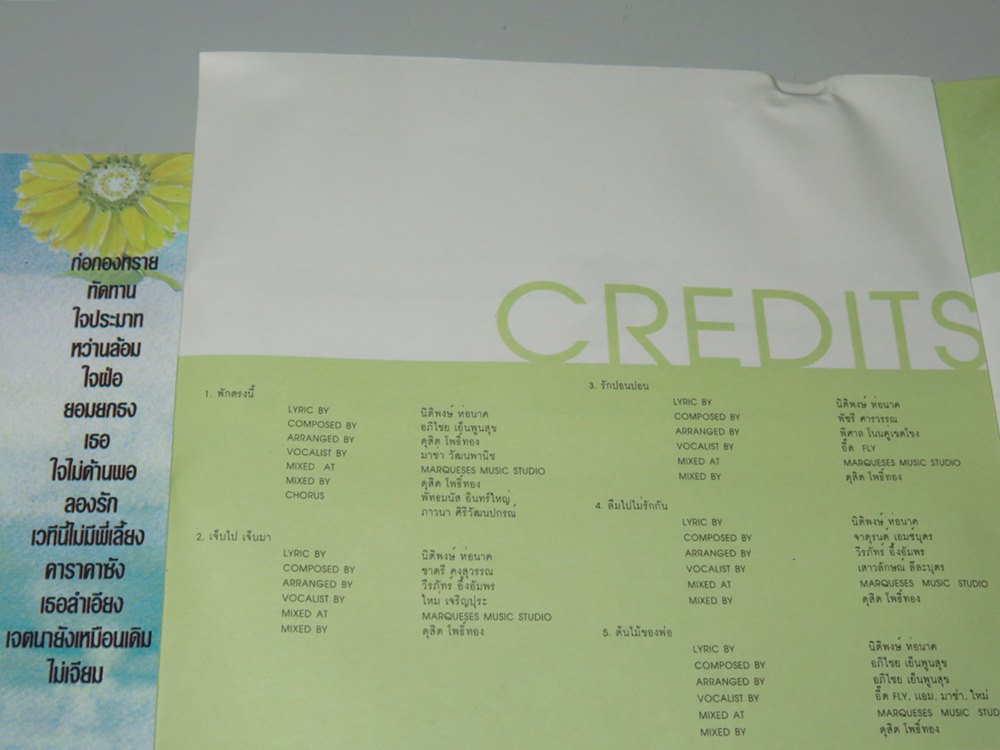 ก่อกองทราย
ทัดทาน
ใจประมาท
หว่านล้อม
ใจฝ่อ
ยอมยกธง
เธอ
ใจไม่ด้านพอ
ลองรัก
เวทีนี้ไม่มีพี่เลี้ยง
คาราคาซัง
เธอลำเอียง
เจตนายังเหมือนเดิม
ไม่เจียม
CREDITS
1. พักตรงนี้
LYRIC BY นิติพงษ์ ห่อนาค
COMPOSED BY อภิไชย เย็นพูนสุข
ARRANGED BY ดุสิต โพธิ์ทอง
VOCALIST BY มาช่า วัฒนพานิช
MIXED AT MARQUESES MUSIC STUDIO
MIXED BY ดุสิต โพธิ์ทอง
CHORUS พัทธมนัส อินทร์ใหญ่
ภาวนา ศิริวัฒนปกรณ์
2. เจ็บไป เจ็บมา
LYRIC BY นิติพงษ์ ห่อนาค
COMPOSED BY ชาตรี คงสุวรรณ
ARRANGED BY วีรภัทร์ อึ้งอัมพร
VOCALIST BY ใหม เจริญปุระ
MIXED AT MARQUESES MUSIC STUDIO
MIXED BY ดุสิต โพธิ์ทอง
3. รักปอนปอน
LYRIC BY นิติพงษ์ ห่อนาค
COMPOSED BY พัชรี ศารวรรณ
ARRANGED BY พิศาล โนนคู่เขตโขง
VOCALIST BY อี๊ด FLY
MIXED AT MARQUESES MUSIC STUDIO
MIXED BY ดุสิต โพธิ์ทอง
4. ลืมไปไม่รักกัน
LYRIC BY นิติพงษ์ ห่อนาค
COMPOSED BY จาตุรนต์ เอมซ์บุตร
ARRANGED BY วีรภัทร์ อึ้งอัมพร
VOCALIST BY เสาวลักษณ์ ลีละบุตร
MIXED AT MARQUESES MUSIC STUDIO
MIXED BY ดุสิต โพธิ์ทอง
5. ต้นไม้ของพ่อ
LYRIC BY นิติพงษ์ ห่อนาค
COMPOSED BY อภิไชย เย็นพูนสุข
ARRANGED BY อภิไชย เย็นพูนสุข
VOCALIST BY อี๊ด FLY, แอม, มาช่า, ใหม่
MIXED AT MARQUESES MUSIC STUD
MIXED BY ดุสิต โพธิ์ทอง